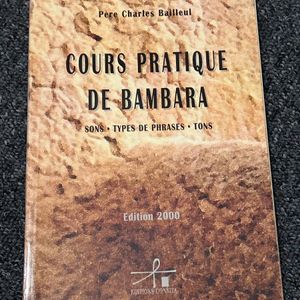 Père Charles Bailleul
COURS PRATIQUE
DE BAMBARA
SONS • TYPES DE PHRASES • TONS
Edition 2000
EDITIONS DONNIYA